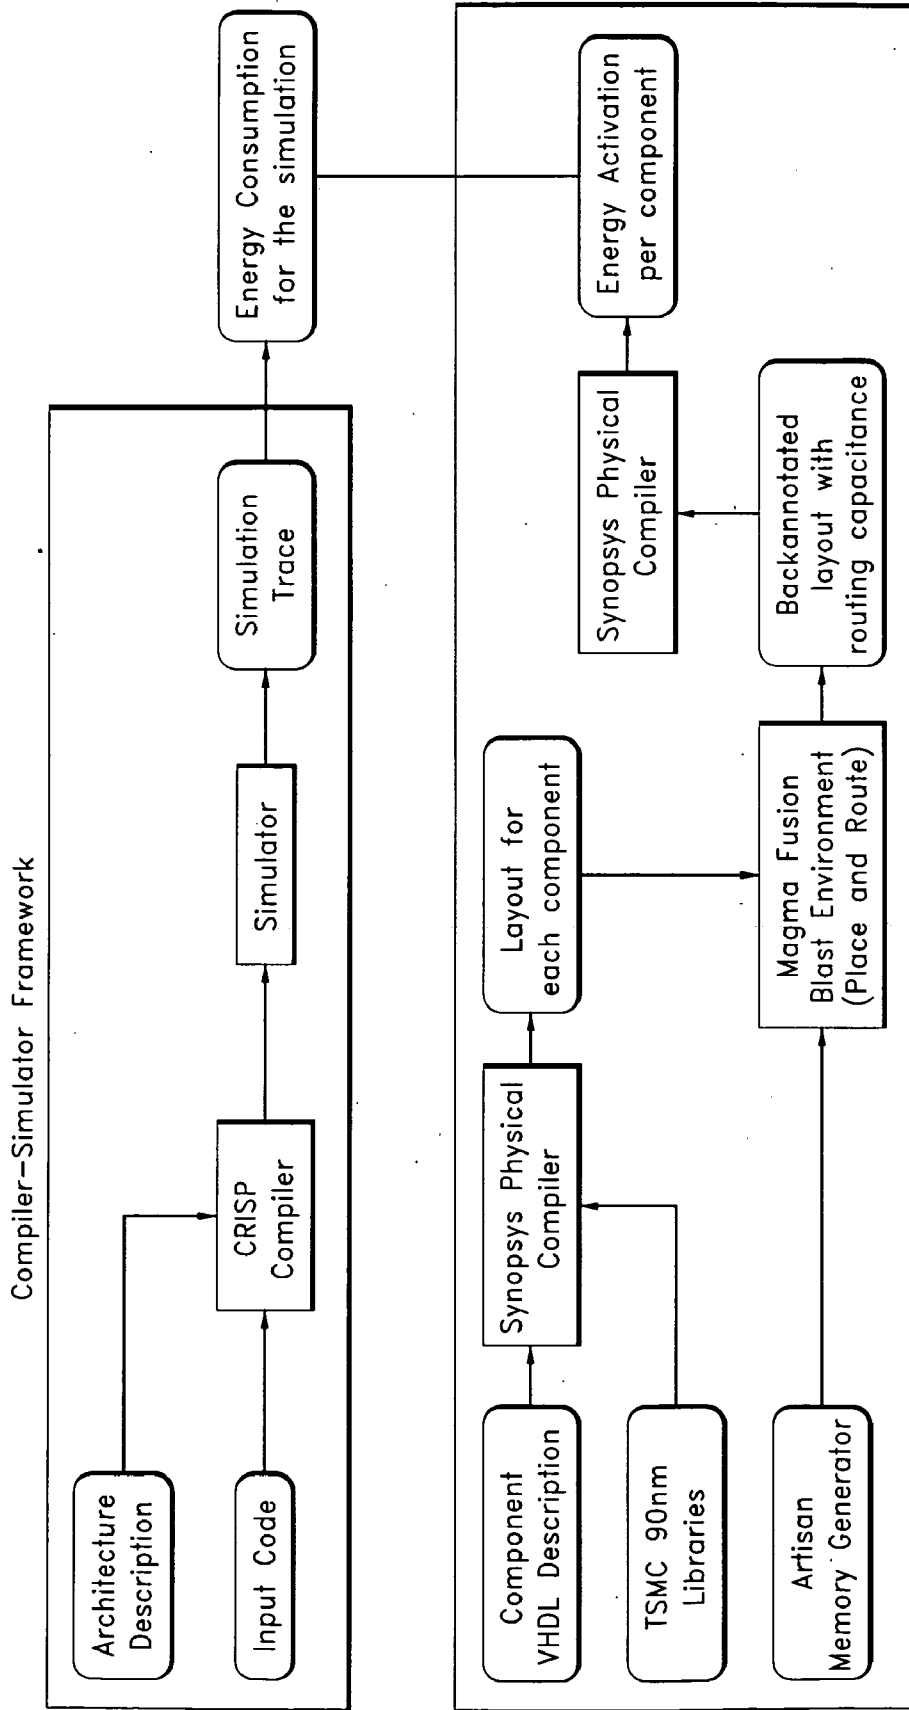 Compiler-Simulator Framework
Architecture
Description
Input Code
CRISP
Compiler
Simulator
Simulation
Trace
Energy Consumption
for the simulation
Component
VHDL Description
TSMC 90nm
Libraries
Artisan
Memory Generator
Synopsys Physical
Compiler
Layout for
each component
Magma Fusion
Blast Environment
(Place and Route)
Backannotated
layout with
routing capacitance
Synopsys Physical
Compiler
Energy Activation
per component